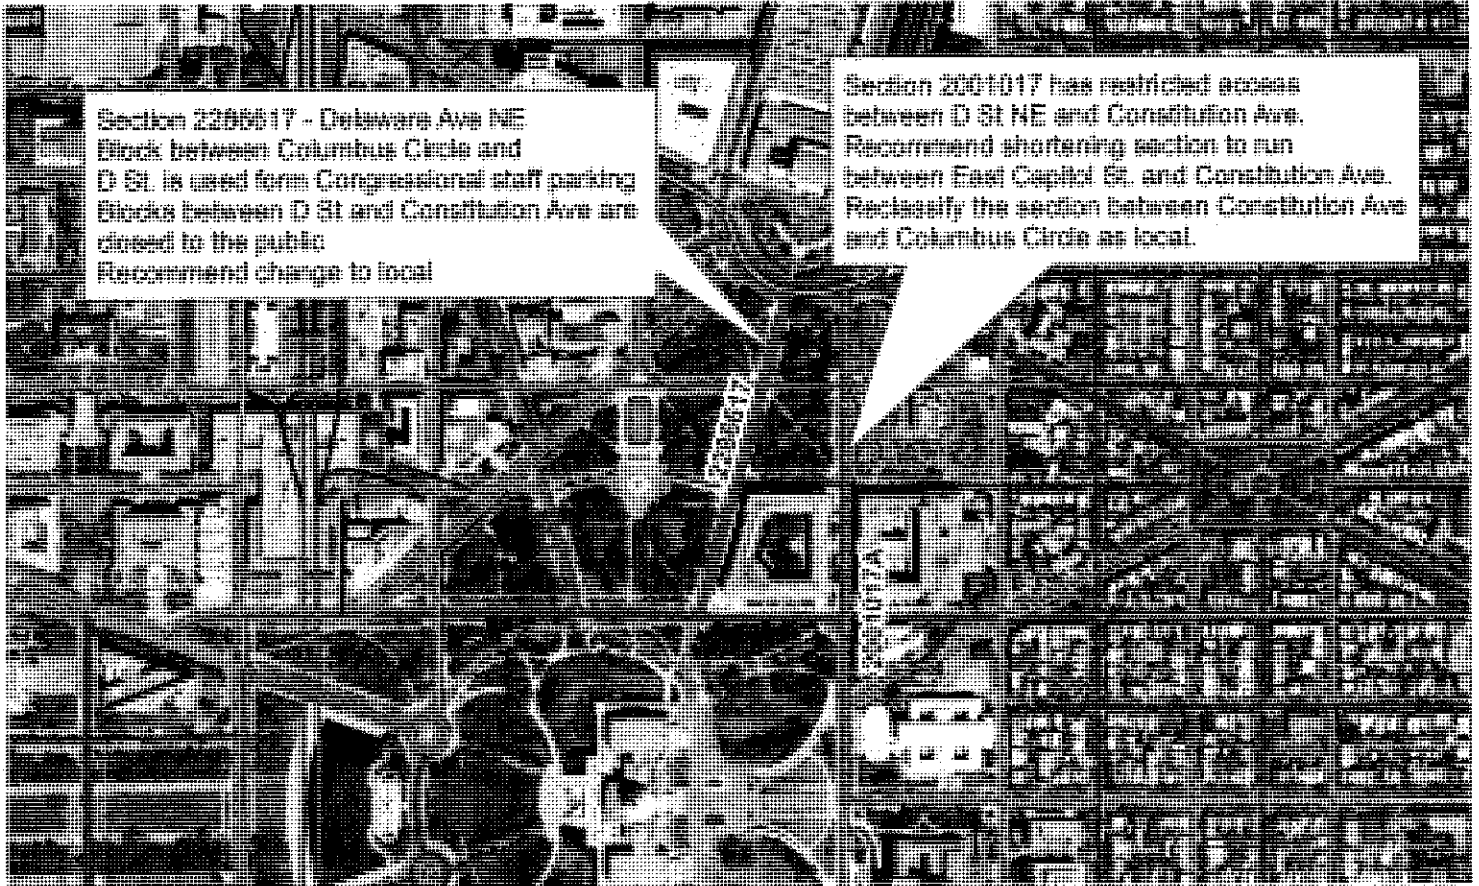 Section 2286617 - Delaware Ave NE
Block between Columbus Circle and
D St. is used form Congressional staff parking
Blocks between D St and Constitution Ave are
closed to the public
Recommend change to local
Section 2001017 has restricted access
between D St NE and Constitution Ave.
Recommend shortening section to run
between East Capitol St. and Constitution Ave.
Reclassify the section between Constitution Ave
and Columbus Circle as local.